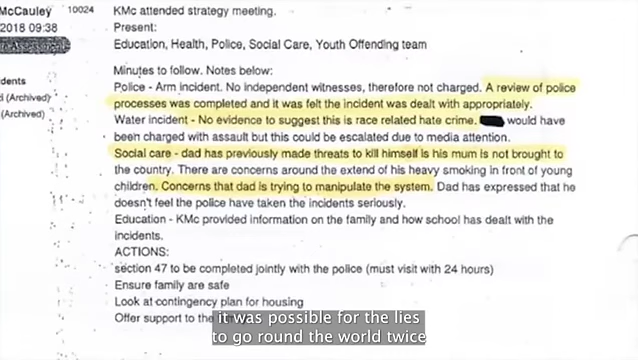 McCauley 10024 KMc attended strategy meeting.
2018 09:38 Present:
Education, Health, Police, Social Care, Youth Offending team
Minutes to follow. Notes below:
dents Police - Arm incident. No independent witnesses, therefore not charged. A review of police
(Archived) processes was completed and it was felt the incident was dealt with appropriately.
(Archived) Water incident - No evidence to suggest this is race related hate crime. would have
been charged with assault but this could be escalated due to media attention.
Social care - dad has previously made threats to kill himself is his mum is not brought to
the country. There are concerns around the extend of his heavy smoking in front of young
children. Concerns that dad is trying to manipulate the system. Dad has expressed that he
doesn't feel the police have taken the incidents seriously.
Education - KMc provided information on the family and how school has dealt with the
incidents.
ACTIONS:
section 47 to be completed jointly with the police (must visit with 24 hours)
Ensure family are safe
Look at contingency plan for housing
Offer support to the
it was possible for the lies
to go round the world twice